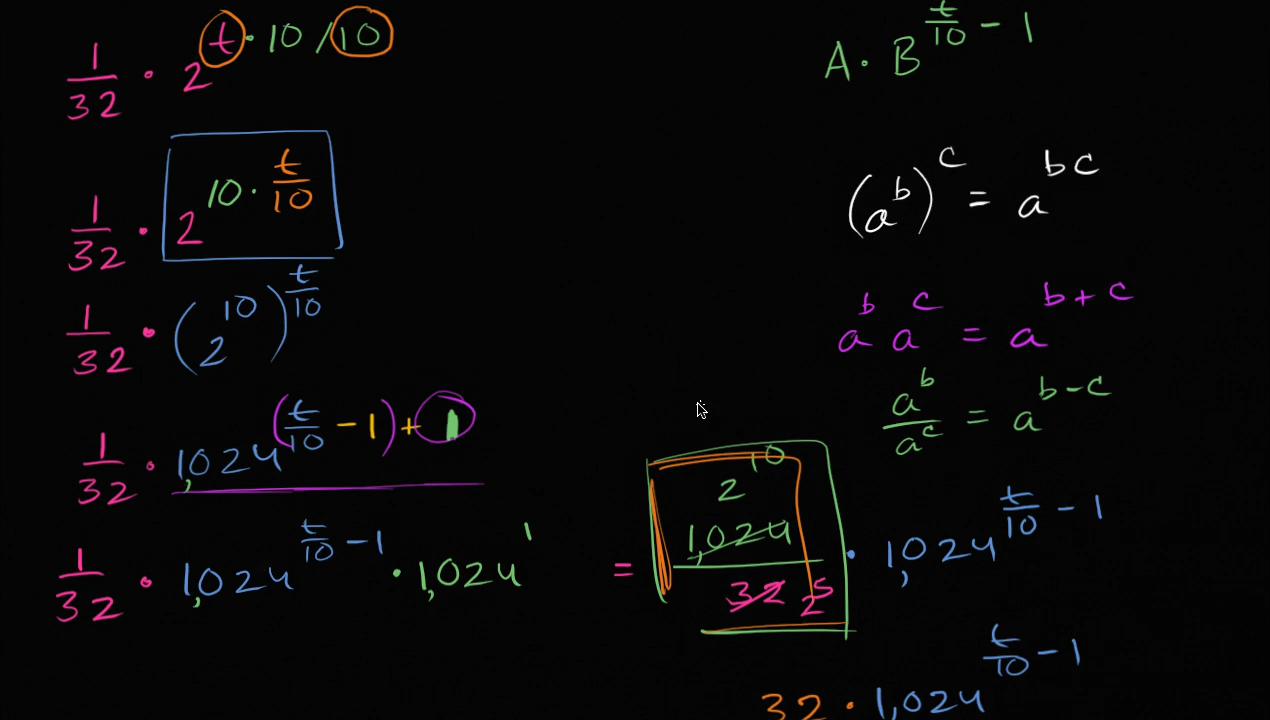 1/32 · 2^(t · 10 / 10)
A · B^(t/10 - 1)
(a^b)^c = a^(bc)
1/32 · 2^(10 · t/10)
1/32 · (2^10)^(t/10)
a^b a^c = a^(b+c)
a^b/a^c = a^(b-c)
1/32 · 1,024^((t/10 - 1) + 1)
1/32 · 1,024^(t/10 - 1) · 1,024^1 = 2^10 1,024 / 32 2^5 · 1,024^(t/10 - 1)
32 · 1,024^(t/10 - 1)